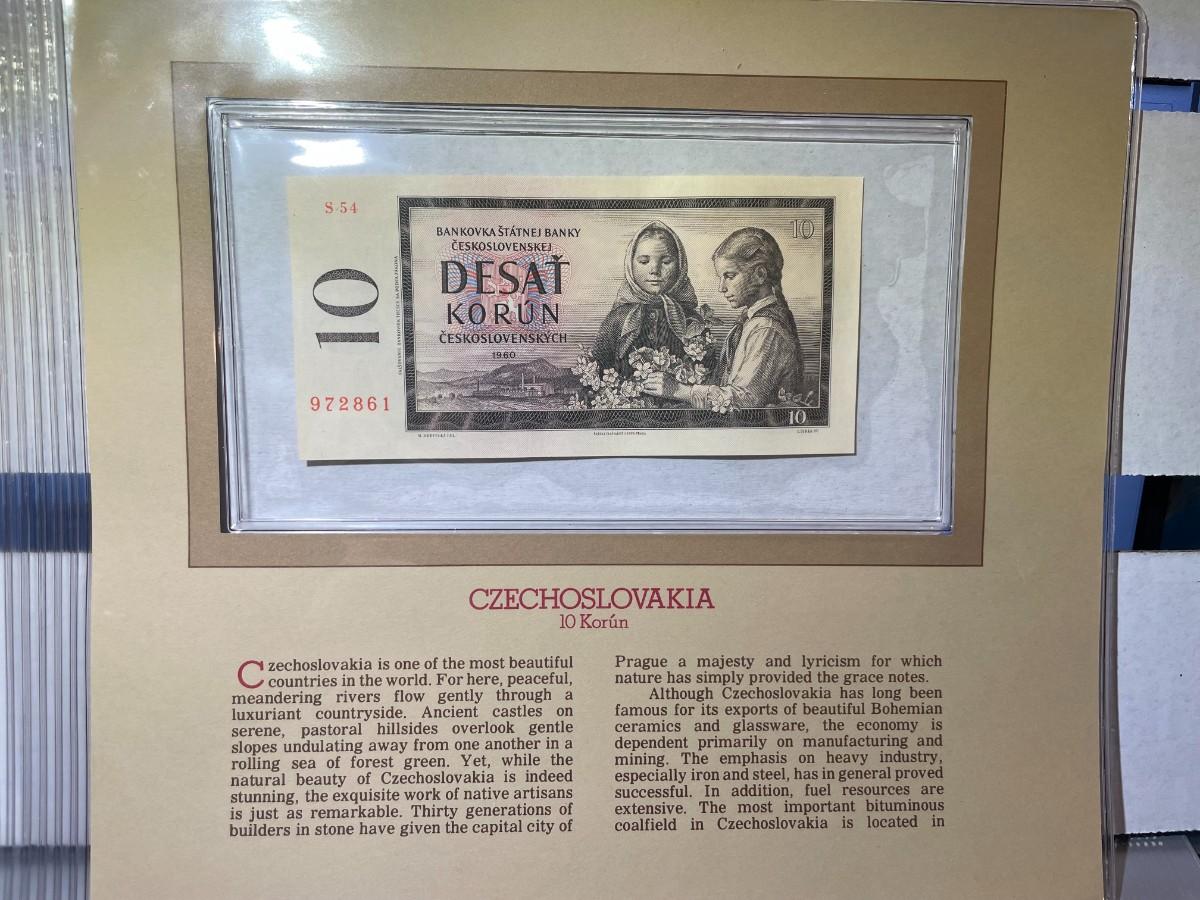 S 54
10
972861
BANKOVKA ŠTÁTNEJ BANKY
ČESKOSLOVENSKEJ
DESAŤ
KORÚN
ČESKOSLOVENSKÝCH
1960
10
10
CZECHOSLOVAKIA
10 Korún
Czechoslovakia is one of the most beautiful
countries in the world. For here, peaceful,
meandering rivers flow gently through a
luxuriant countryside. Ancient castles on
serene, pastoral hillsides overlook gentle
slopes undulating away from one another in a
rolling sea of forest green. Yet, while the
natural beauty of Czechoslovakia is indeed
stunning, the exquisite work of native artisans
is just as remarkable. Thirty generations of
builders in stone have given the capital city of
Prague a majesty and lyricism for which
nature has simply provided the grace notes.
Although Czechoslovakia has long been
famous for its exports of beautiful Bohemian
ceramics and glassware, the economy is
dependent primarily on manufacturing and
mining. The emphasis on heavy industry,
especially iron and steel, has in general proved
successful. In addition, fuel resources are
extensive. The most important bituminous
coalfield in Czechoslovakia is located in